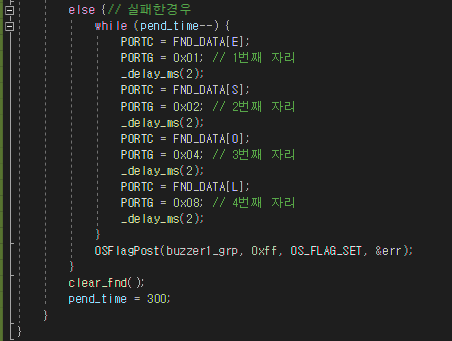 else {// 실패한경우
while (pend_time--) {
PORTC = FND_DATA[E];
PORTG = 0x01; // 1번째 자리
_delay_ms(2);
PORTC = FND_DATA[S];
PORTG = 0x02; // 2번째 자리
_delay_ms(2);
PORTC = FND_DATA[O];
PORTG = 0x04; // 3번째 자리
_delay_ms(2);
PORTC = FND_DATA[L];
PORTG = 0x08; // 4번째 자리
_delay_ms(2);
}
OSFlagPost(buzzer1_grp, 0xff, OS_FLAG_SET, &err);
}
clear_fnd();
pend_time = 300;
}
}